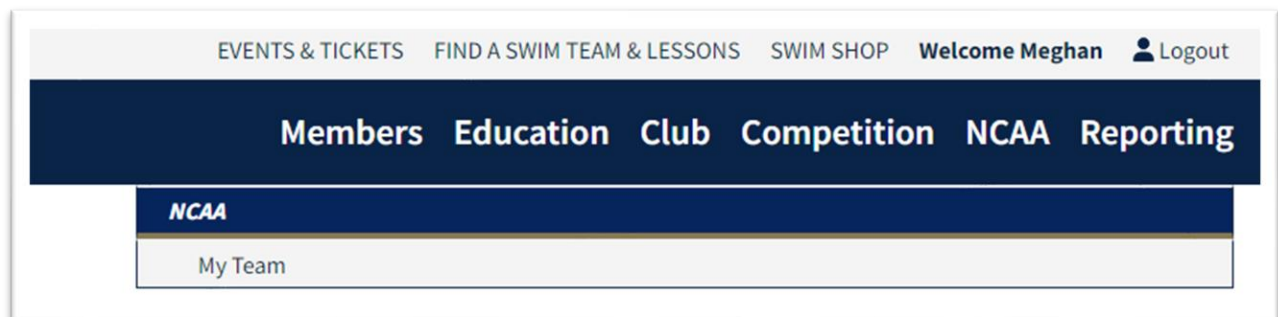 EVENTS & TICKETS FIND A SWIM TEAM & LESSONS SWIM SHOP Welcome Meghan Logout
Members Education Club Competition NCAA Reporting
NCAA
My Team